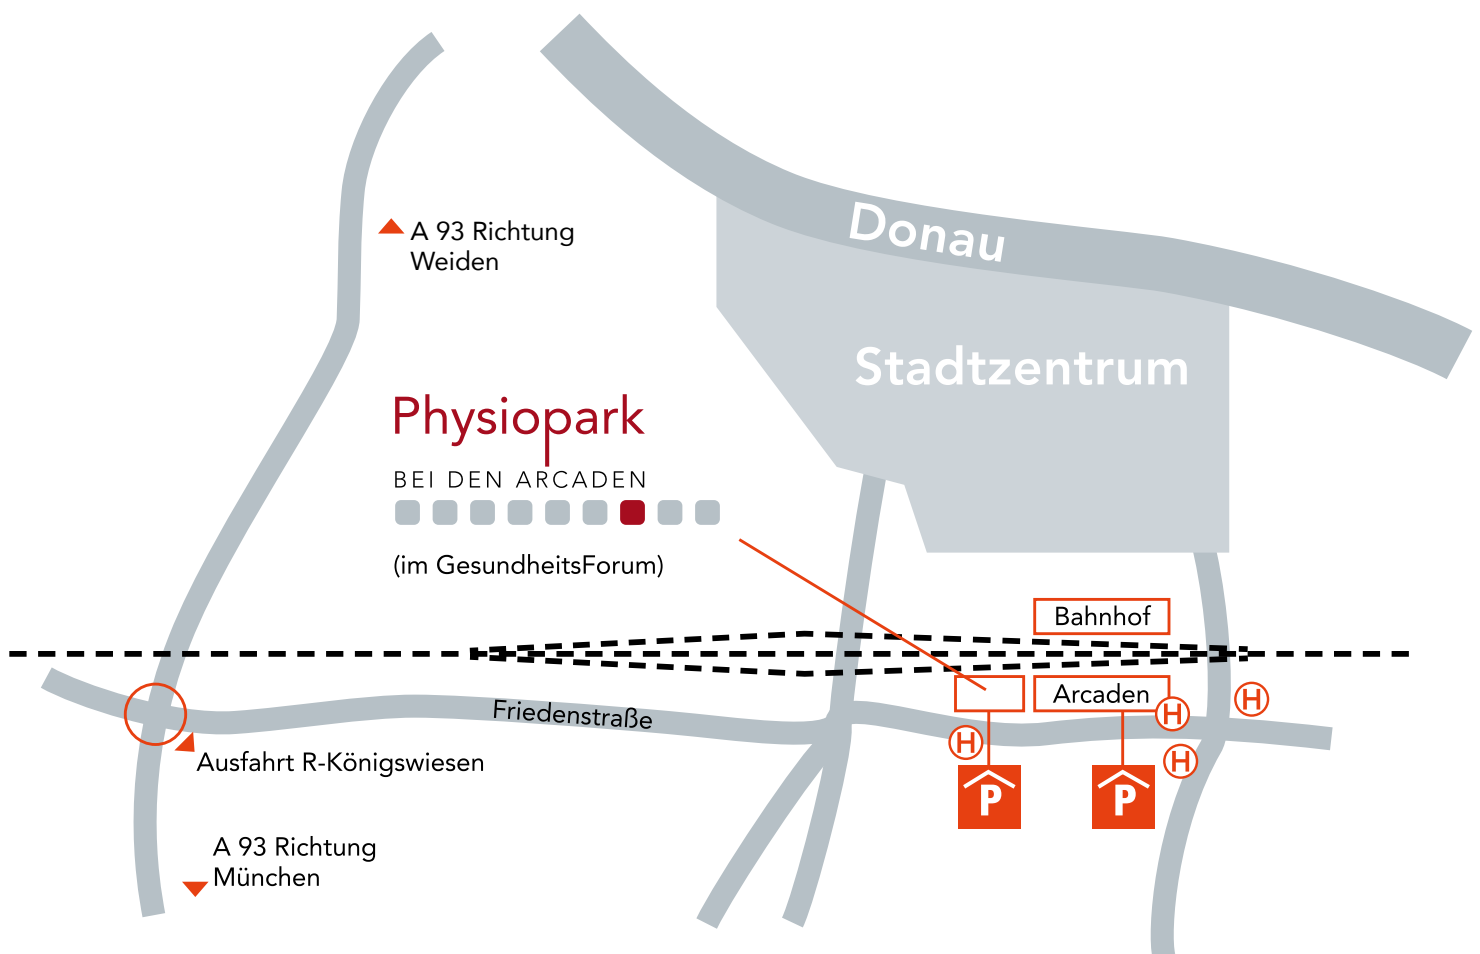 Donau
A 93 Richtung
Weiden
Stadtzentrum
Physiopark
BEI DEN ARCADEN
(im GesundheitsForum)
Bahnhof
Arcaden
H
H
Friedenstraße
H
H
Ausfahrt R-Königswiesen
P
P
A 93 Richtung
München